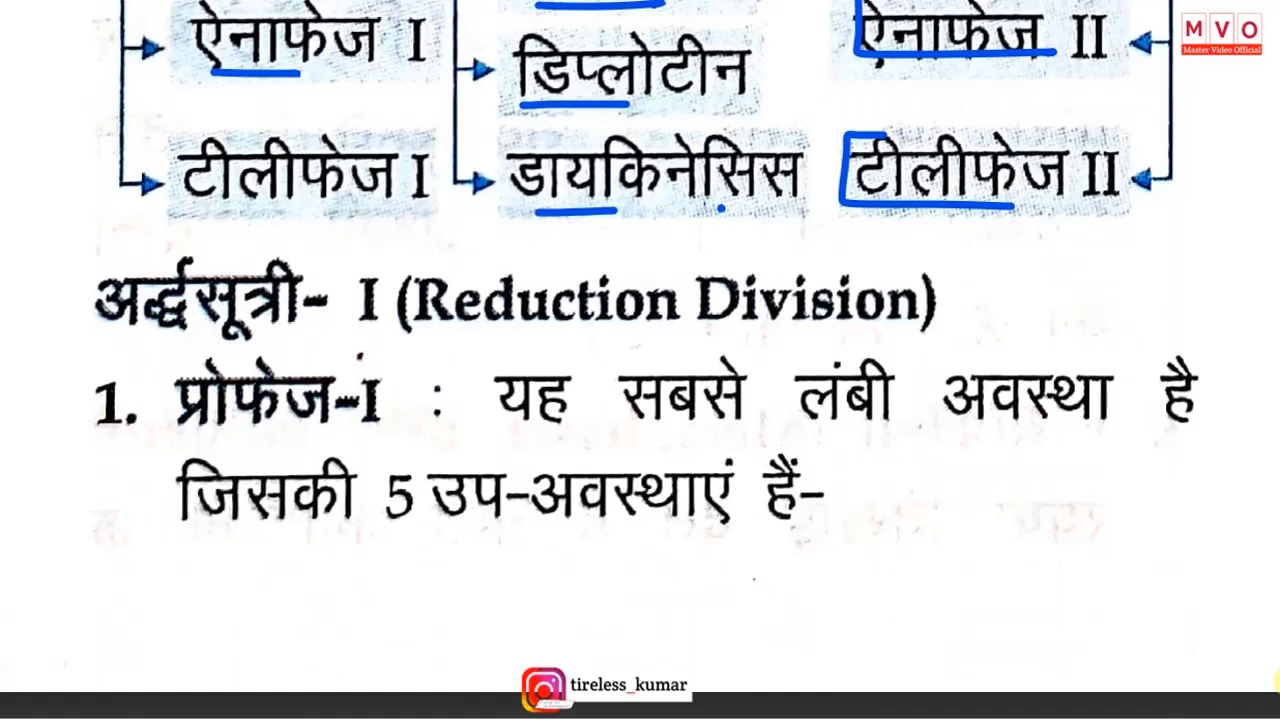 ऐनाफेज I
डिप्लोटीन
ऐनाफेज II
M V O
Master Video Official
टीलीफेज I
डायकिनेसिस
टीलीफेज II
अर्द्धसूत्री- I (Reduction Division)
1. प्रोफेज-I : यह सबसे लंबी अवस्था है
जिसकी 5 उप-अवस्थाएं हैं-
tireless_kumar